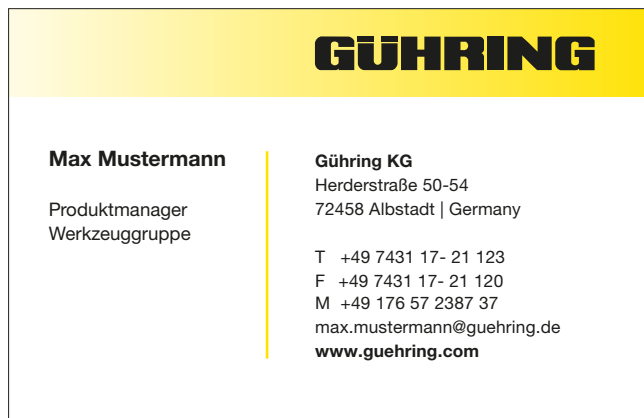 GÜHRING
Max Mustermann
Produktmanager
Werkzeuggruppe
Gühring KG
Herderstraße 50-54
72458 Albstadt | Germany
T +49 7431 17- 21 123
F +49 7431 17- 21 120
M +49 176 57 2387 37
max.mustermann@guehring.de
www.guehring.com